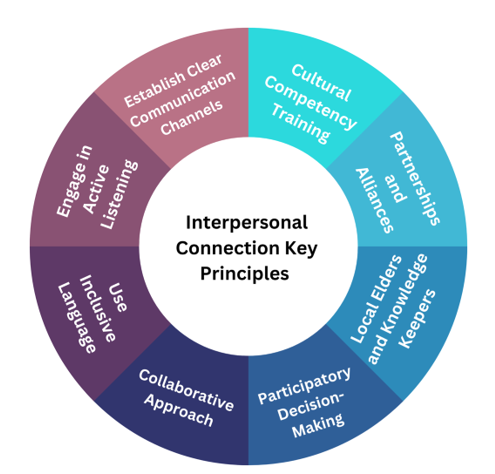 Interpersonal
Connection Key
Principles
Cultural
Competency
Training
Partnerships
and
Alliances
Local Elders
and Knowledge
Keepers
Participatory
Decision-
Making
Collaborative
Approach
Use
Inclusive
Language
Engage in
Active
Listening
Establish Clear
Communication
Channels